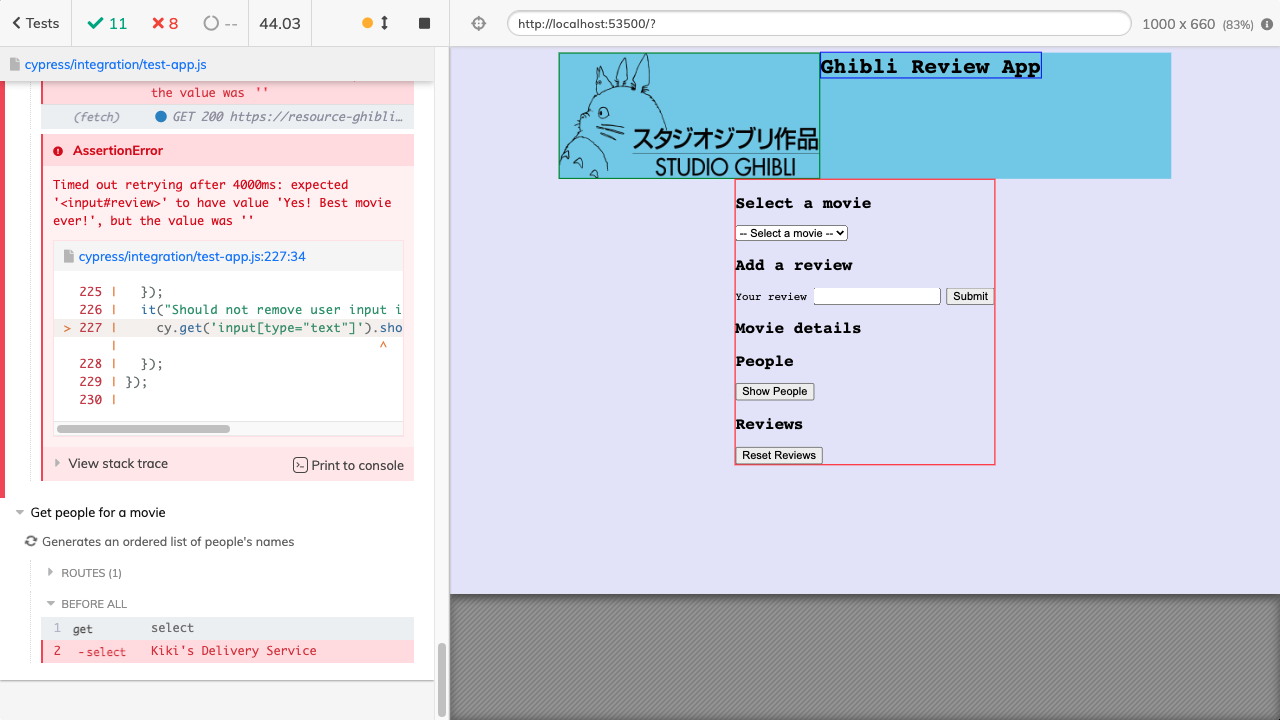 Tests
11
8
--
44.03
http://localhost:53500/?
1000 x 660 (83%)
cypress/integration/test-app.js
the value was ''
(fetch) GET 200 https://resource-ghibli…
AssertionError
Timed out retrying after 4000ms: expected
'<input#review>' to have value 'Yes! Best movie
ever!', but the value was ''
cypress/integration/test-app.js:227:34
225 | });
226 | it("Should not remove user input i
> 227 | cy.get('input[type="text"]').sho
| ^
228 | });
229 | });
230 |
View stack trace
Print to console
Get people for a movie
Generates an ordered list of people's names
ROUTES (1)
BEFORE ALL
1 get select
2 -select Kiki's Delivery Service
スタジオジブリ作品
STUDIO GHIBLI
Ghibli Review App
Select a movie
-- Select a movie --
Add a review
Your review
Submit
Movie details
People
Show People
Reviews
Reset Reviews